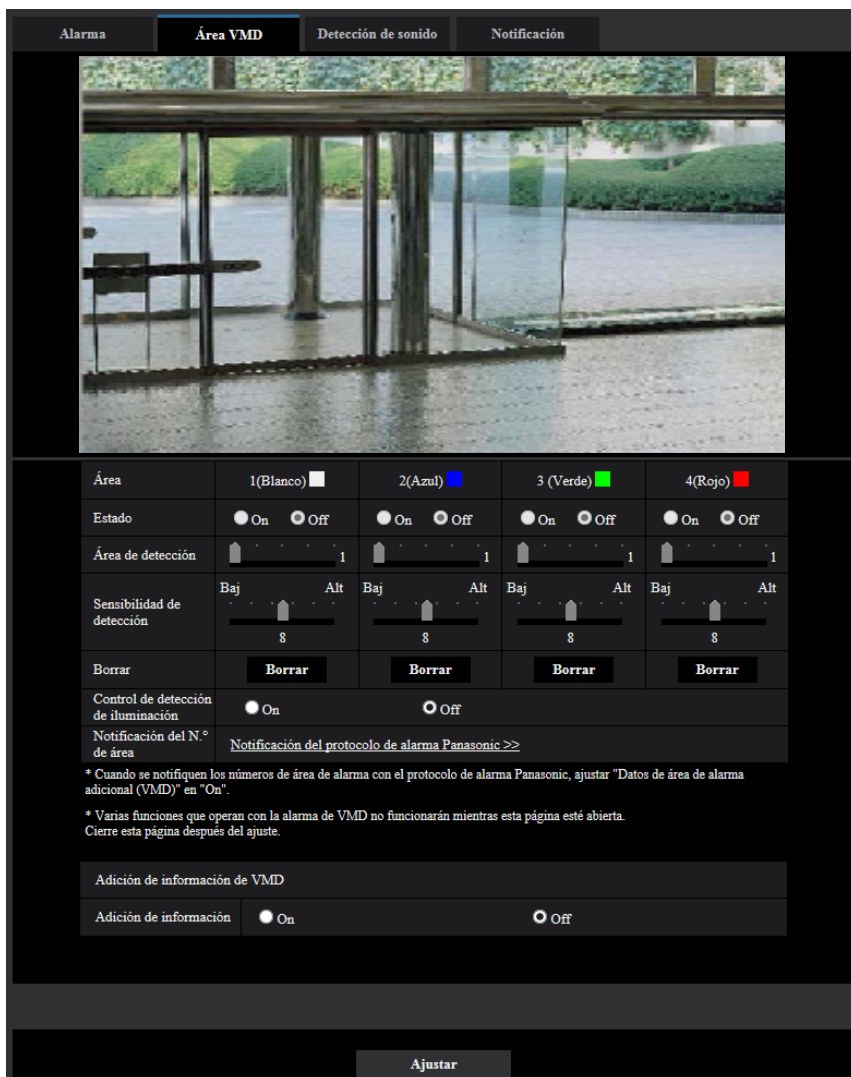 Alarma Área VMD Detección de sonido Notificación
Área 1(Blanco) 2(Azul) 3 (Verde) 4(Rojo)
Estado On Off On Off On Off On Off
Área de detección 1 1 1 1
Baj Alt Baj Alt Baj Alt Baj Alt
Sensibilidad de
detección
8 8 8 8
Borrar Borrar Borrar Borrar Borrar
Control de detección
de iluminación On Off
Notificación del N.°
de área Notificación del protocolo de alarma Panasonic >>
* Cuando se notifiquen los números de área de alarma con el protocolo de alarma Panasonic, ajustar "Datos de área de alarma
adicional (VMD)" en "On".
* Varias funciones que operan con la alarma de VMD no funcionarán mientras esta página esté abierta.
Cierre esta página después del ajuste.
Adición de información de VMD
Adición de información On Off
Ajustar